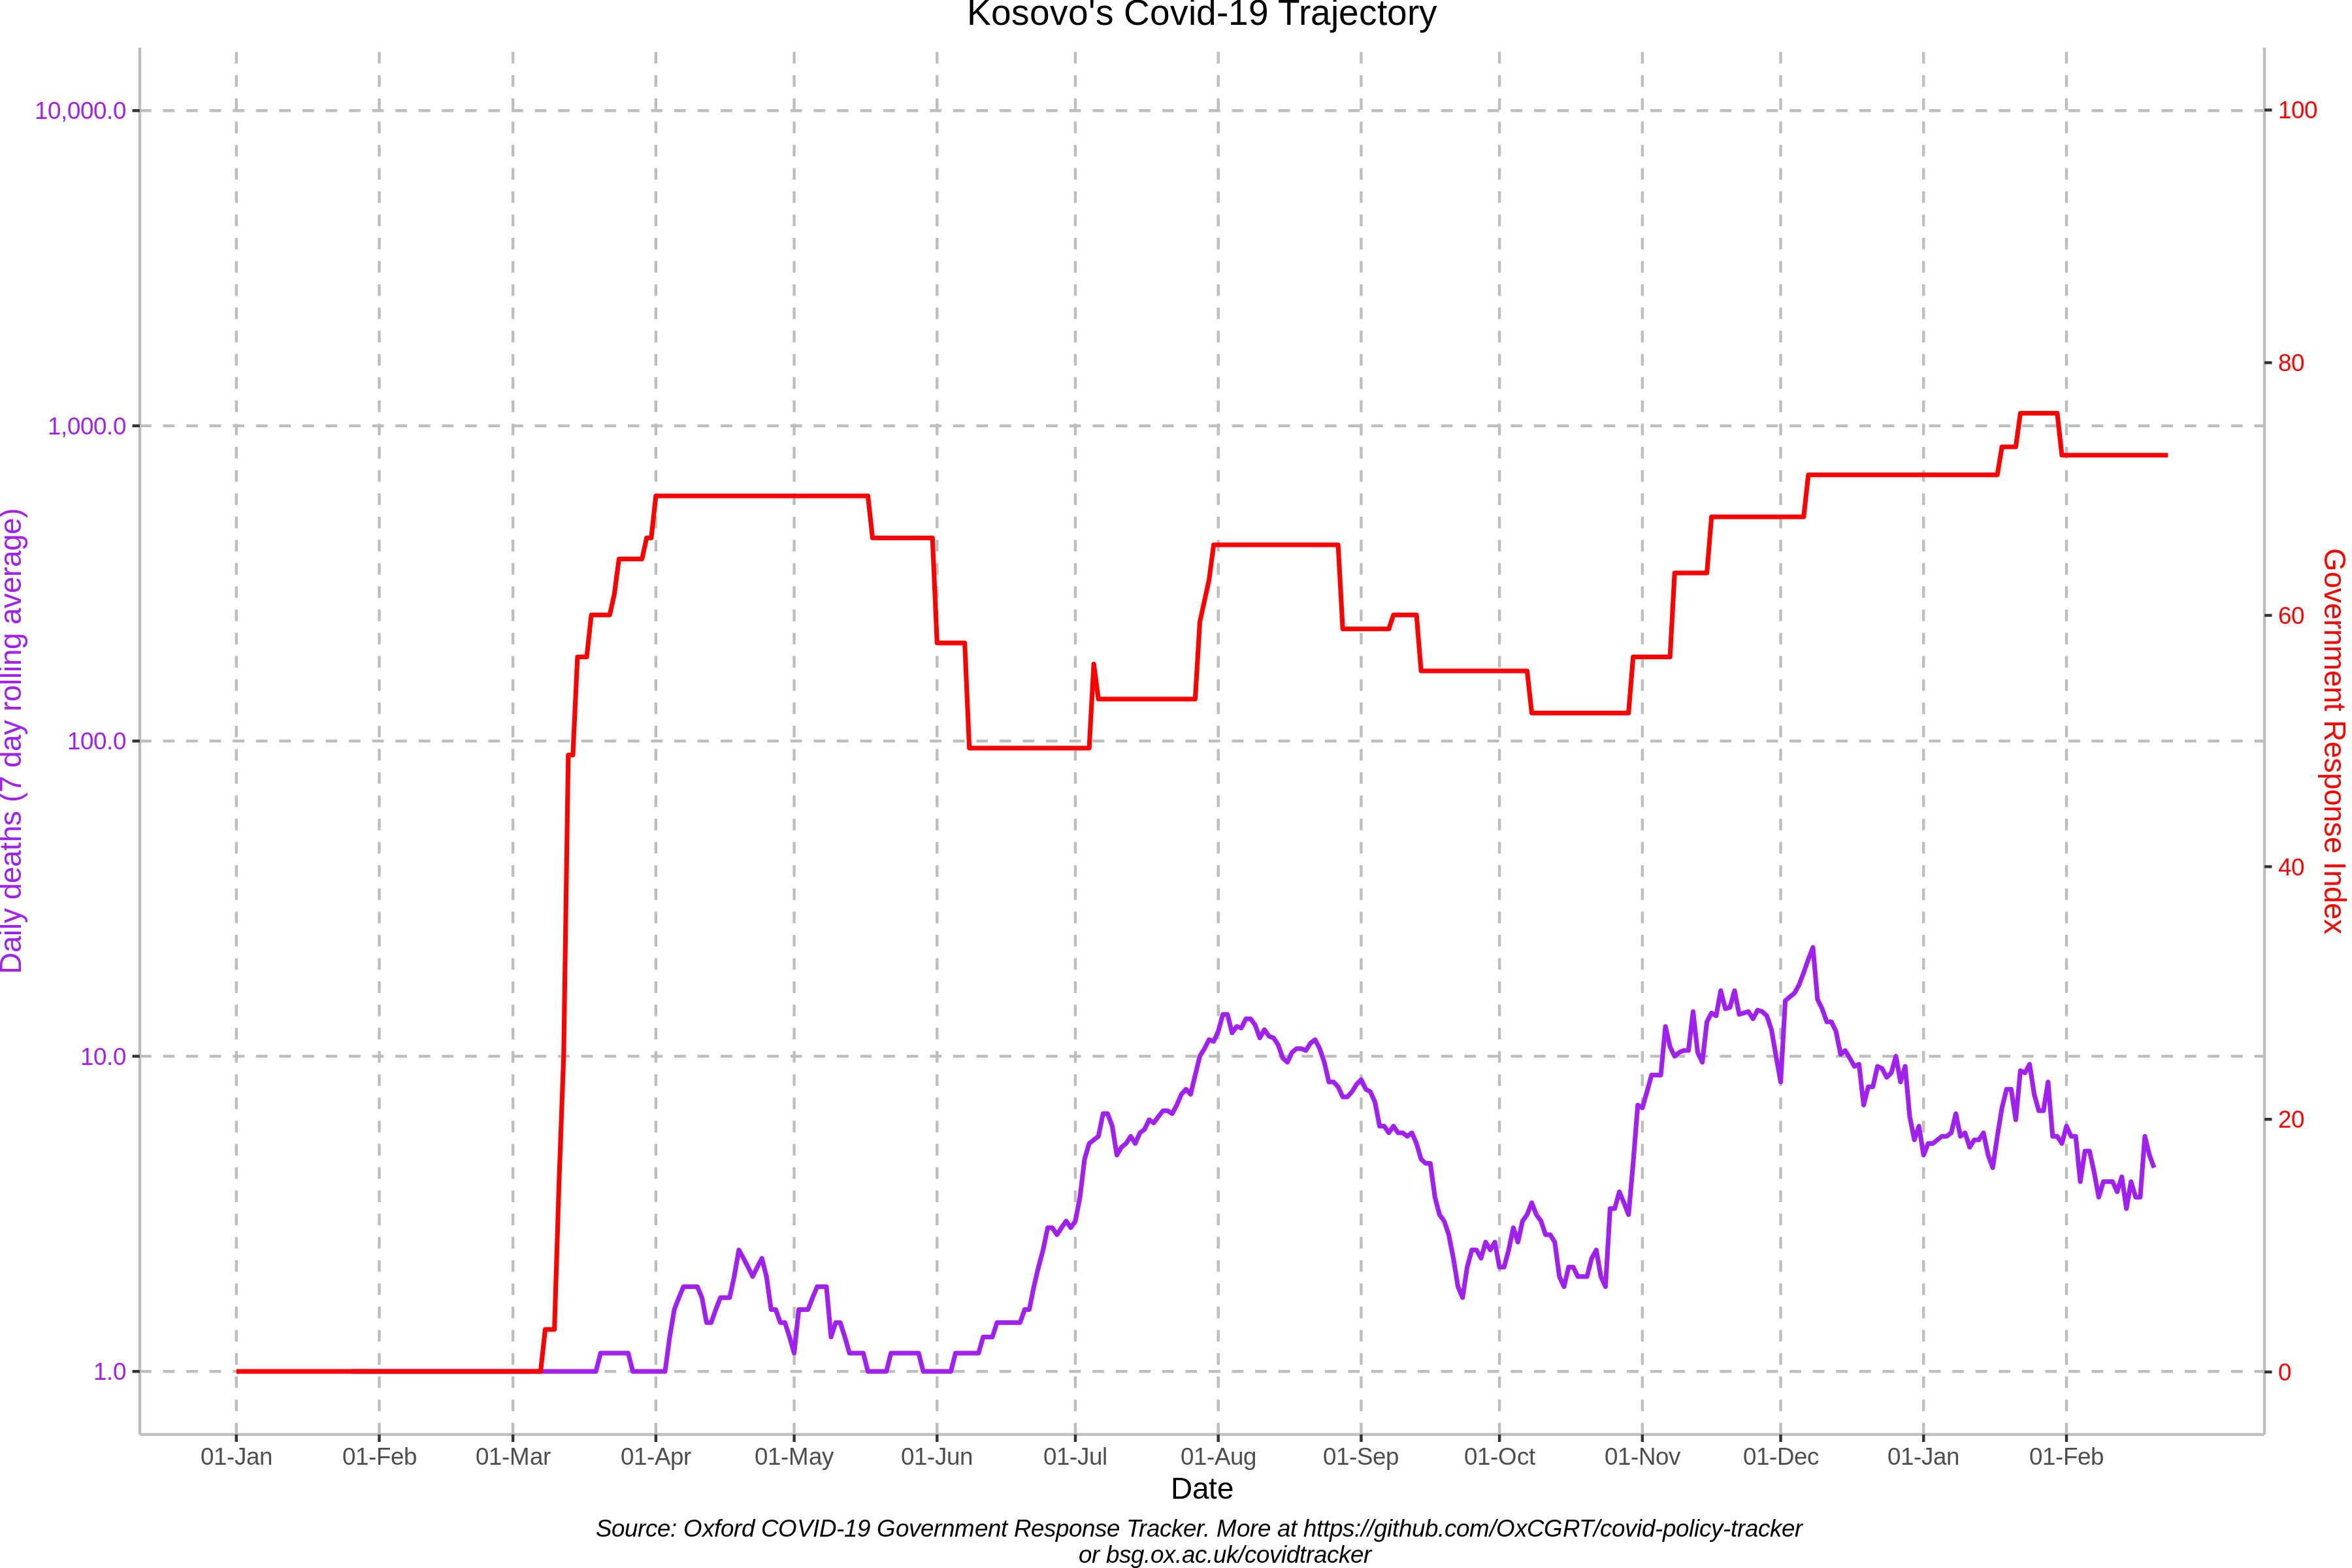 Kosovo's Covid-19 Trajectory
10,000.0
1,000.0
100.0
10.0
1.0
Daily deaths (7 day rolling average)
100
80
60
40
20
0
Government Response Index
01-Jan
01-Feb
01-Mar
01-Apr
01-May
01-Jun
01-Jul
01-Aug
01-Sep
01-Oct
01-Nov
01-Dec
01-Jan
01-Feb
Date
Source: Oxford COVID-19 Government Response Tracker. More at https://github.com/OxCGRT/covid-policy-tracker
or bsg.ox.ac.uk/covidtracker